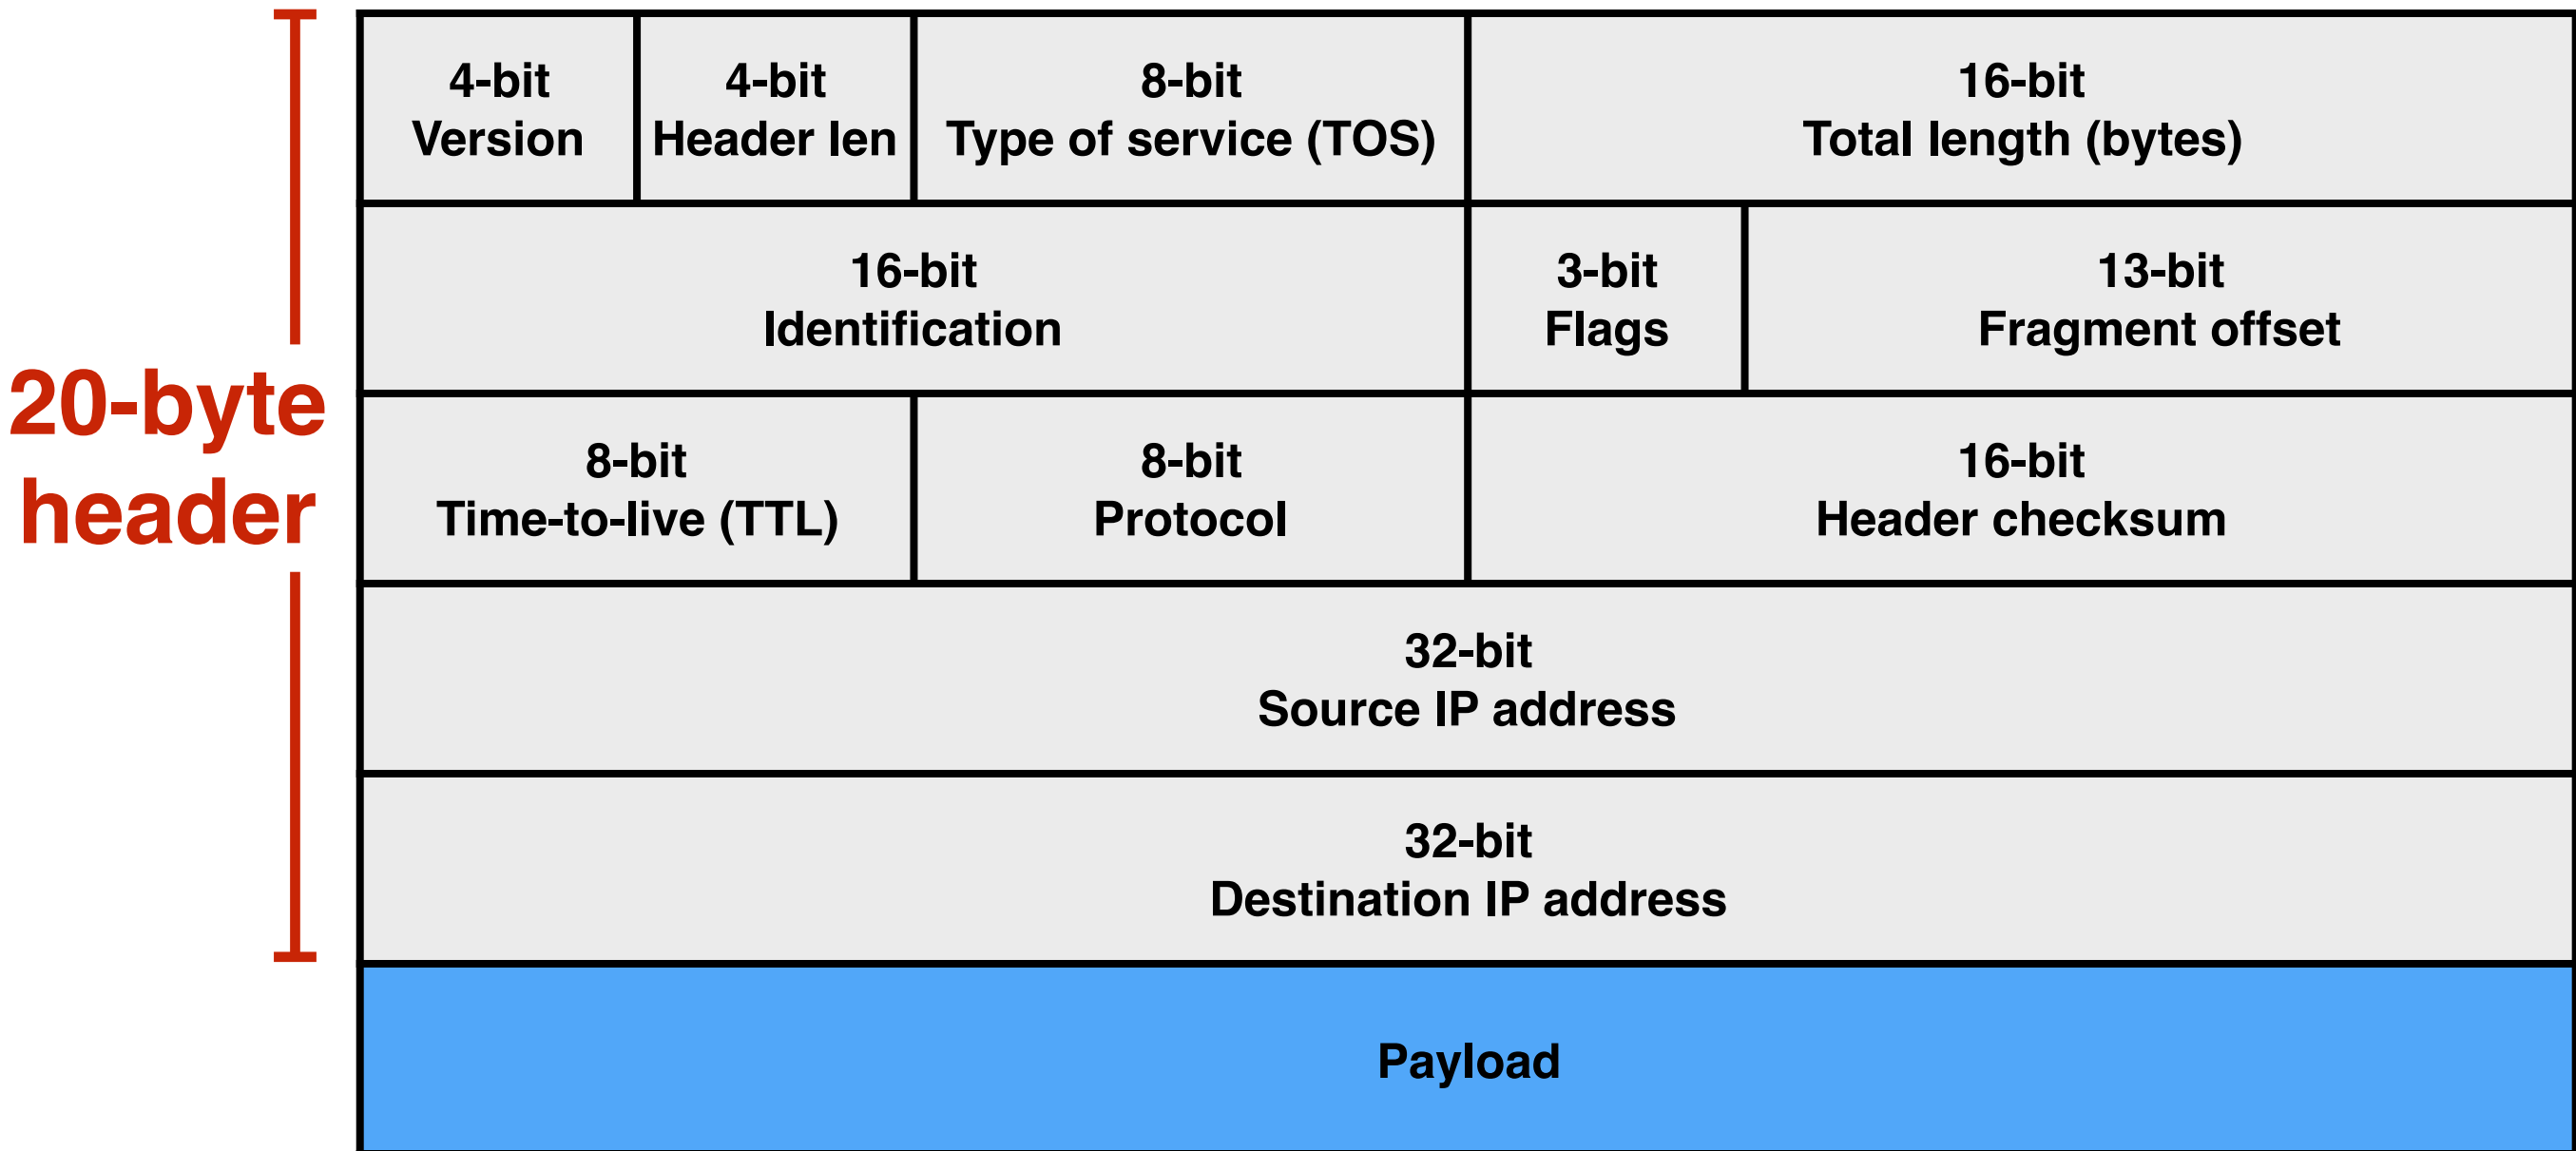 20-byte
header
4-bit
Version
4-bit
Header len
8-bit
Type of service (TOS)
16-bit
Total length (bytes)
16-bit
Identification
3-bit
Flags
13-bit
Fragment offset
8-bit
Time-to-live (TTL)
8-bit
Protocol
16-bit
Header checksum
32-bit
Source IP address
32-bit
Destination IP address
Payload